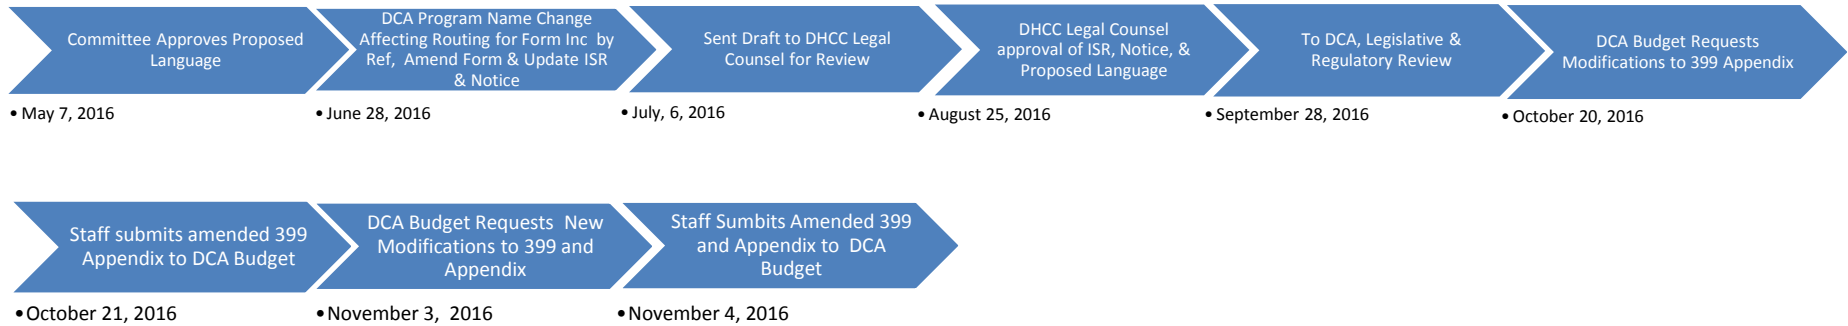 Committee Approves Proposed
Language
• May 7, 2016
DCA Program Name Change
Affecting Routing for Form Inc by
Ref, Amend Form & Update ISR
& Notice
• June 28, 2016
Sent Draft to DHCC Legal
Counsel for Review
• July, 6, 2016
DHCC Legal Counsel
approval of ISR, Notice, &
Proposed Language
• August 25, 2016
To DCA, Legislative &
Regulatory Review
• September 28, 2016
DCA Budget Requests
Modifications to 399 Appendix
• October 20, 2016
Staff submits amended 399
Appendix to DCA Budget
• October 21, 2016
DCA Budget Requests New
Modifications to 399 and
Appendix
• November 3, 2016
Staff Sumbits Amended 399
and Appendix to DCA
Budget
• November 4, 2016